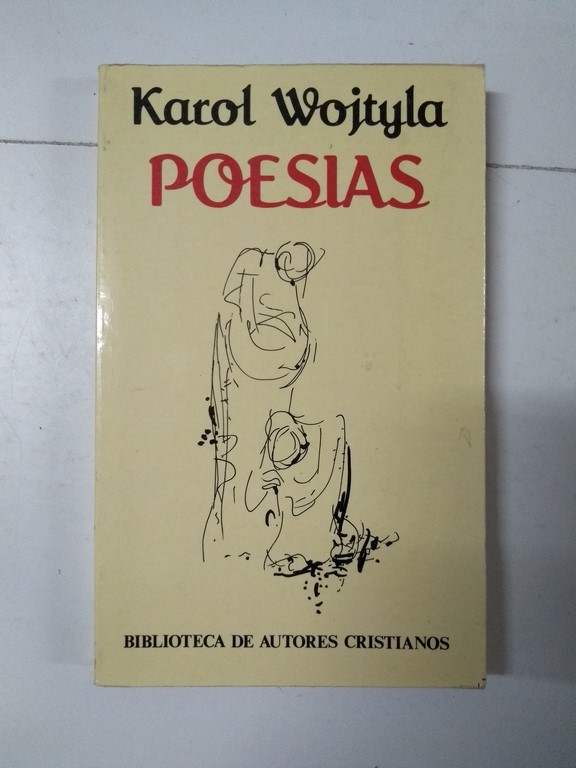 Karol Wojtyla
POESIAS
BIBLIOTECA DE AUTORES CRISTIANOS